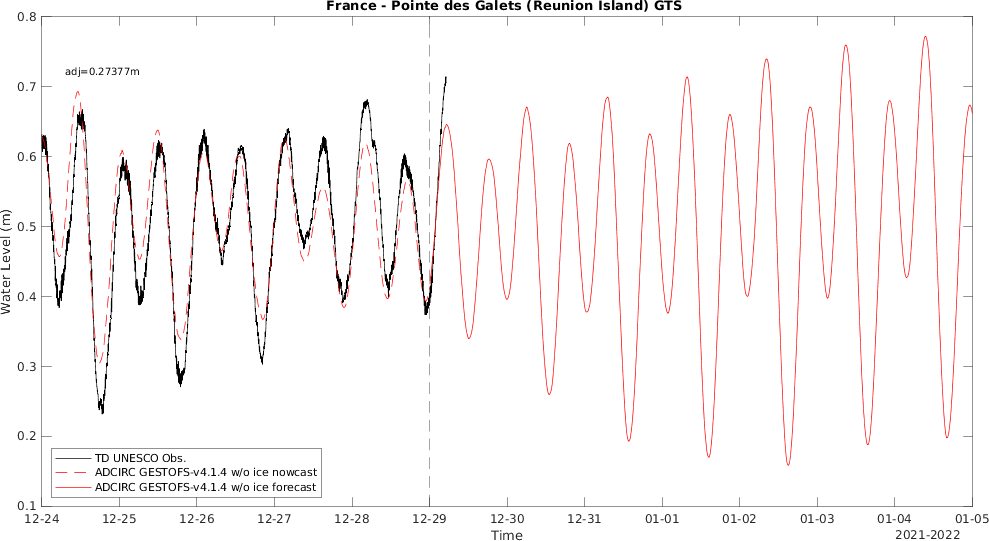 France - Pointe des Galets (Reunion Island) GTS
0.8
0.7
0.6
0.5
0.4
0.3
0.2
0.1
Water Level (m)
adj=0.27377m
TD UNESCO Obs.
ADCIRC GESTOFS-v4.1.4 w/o ice nowcast
ADCIRC GESTOFS-v4.1.4 w/o ice forecast
12-24 12-25 12-26 12-27 12-28 12-29 12-30 12-31 01-01 01-02 01-03 01-04 01-05
Time
2021-2022